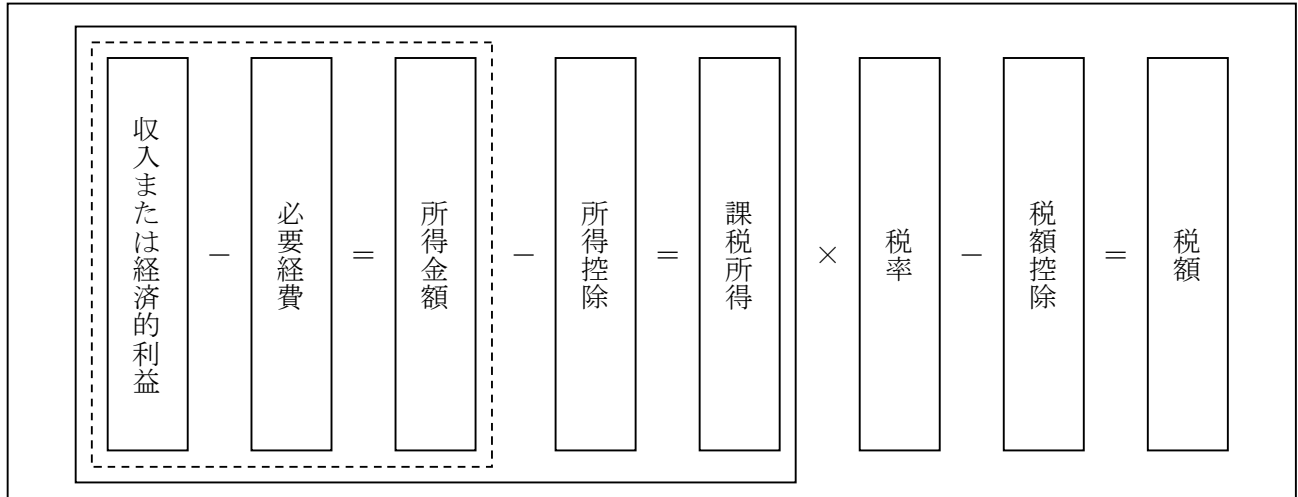 収入または経済的利益
－
必要経費
＝
所得金額
－
所得控除
＝
課税所得
×
税率
－
税額控除
＝
税額